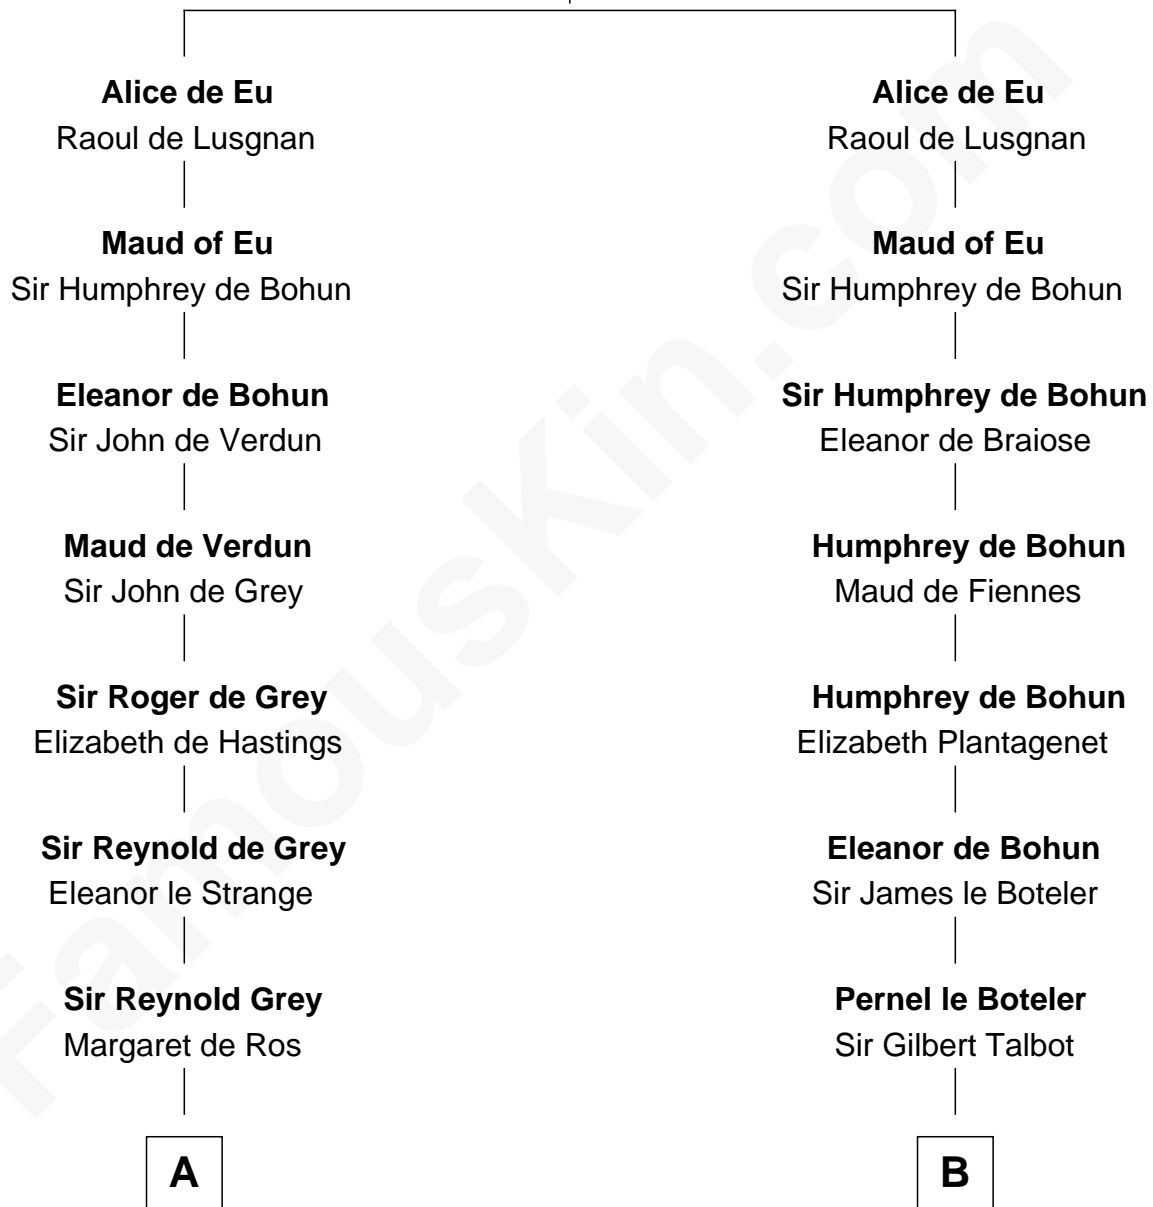 Alice de Eu
Raoul de Lusgnan
Maud of Eu
Sir Humphrey de Bohun
Eleanor de Bohun
Sir John de Verdun
Maud de Verdun
Sir John de Grey
Sir Roger de Grey
Elizabeth de Hastings
Sir Reynold de Grey
Eleanor le Strange
Sir Reynold Grey
Margaret de Ros
A
Alice de Eu
Raoul de Lusgnan
Maud of Eu
Sir Humphrey de Bohun
Sir Humphrey de Bohun
Eleanor de Braiose
Humphrey de Bohun
Maud de Fiennes
Humphrey de Bohun
Elizabeth Plantagenet
Eleanor de Bohun
Sir James le Boteler
Pernel le Boteler
Sir Gilbert Talbot
B
FamousKin.com